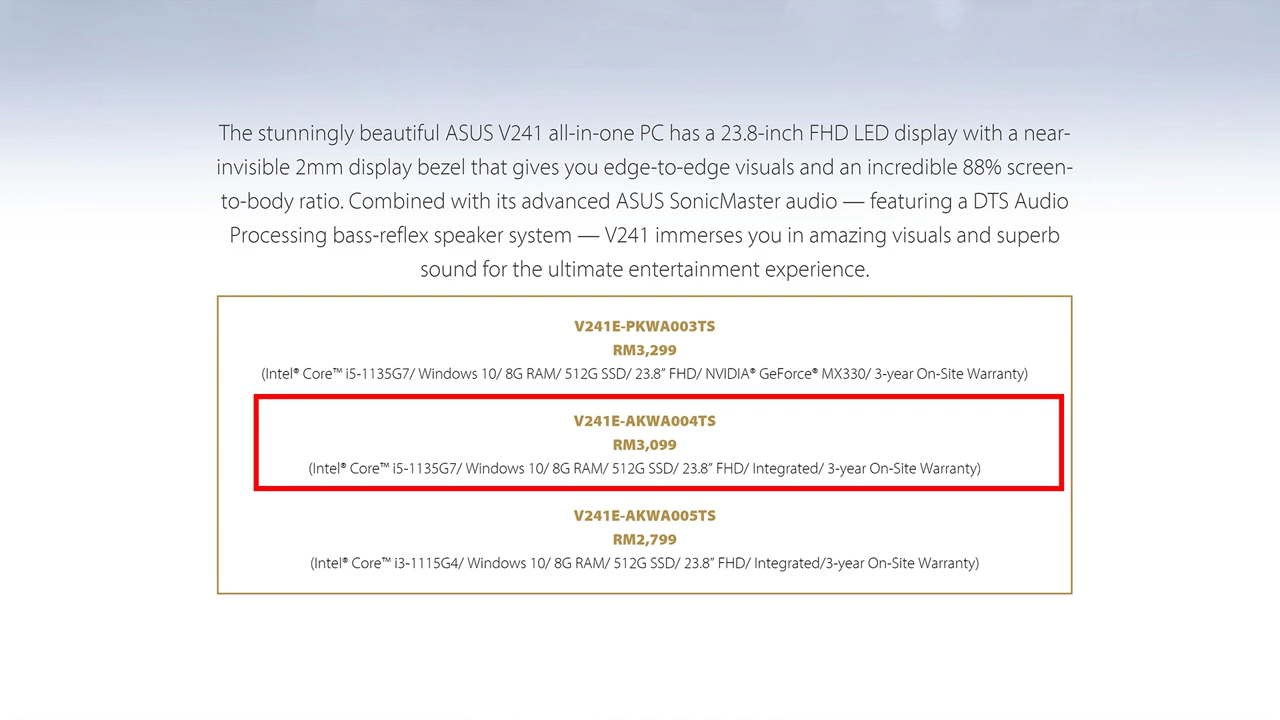 The stunningly beautiful ASUS V241 all-in-one PC has a 23.8-inch FHD LED display with a near-
invisible 2mm display bezel that gives you edge-to-edge visuals and an incredible 88% screen-
to-body ratio. Combined with its advanced ASUS SonicMaster audio — featuring a DTS Audio
Processing bass-reflex speaker system — V241 immerses you in amazing visuals and superb
sound for the ultimate entertainment experience.
V241E-PKWA003TS
RM3,299
(Intel® Core™ i5-1135G7/ Windows 10/ 8G RAM/ 512G SSD/ 23.8” FHD/ NVIDIA® GeForce® MX330/ 3-year On-Site Warranty)
V241E-AKWA004TS
RM3,099
(Intel® Core™ i5-1135G7/ Windows 10/ 8G RAM/ 512G SSD/ 23.8” FHD/ Integrated/ 3-year On-Site Warranty)
V241E-AKWA005TS
RM2,799
(Intel® Core™ i3-1115G4/ Windows 10/ 8G RAM/ 512G SSD/ 23.8” FHD/ Integrated/3-year On-Site Warranty)